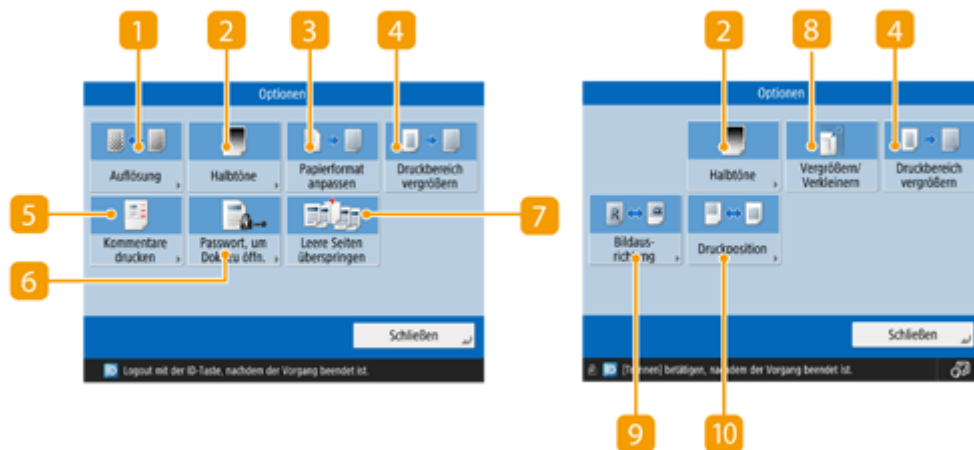 1 2 3 4
Optionen
Auflösung
Halbtöne
Papierformat
anpassen
Druckbereich
vergrößern
5
Kommentare
drucken
Passwort, um
Dok. zu öffn.
Leere Seiten
überspringen
7
6
Schließen
ID Logout mit der ID-Taste, nachdem der Vorgang beendet ist.
2 8 4
Optionen
Halbtöne
Vergrößern/
Verkleinern
Druckbereich
vergrößern
Bildaus-
richtung
Druckposition
Schließen
ID [Trennen] betätigen, nachdem der Vorgang beendet ist.
9 10